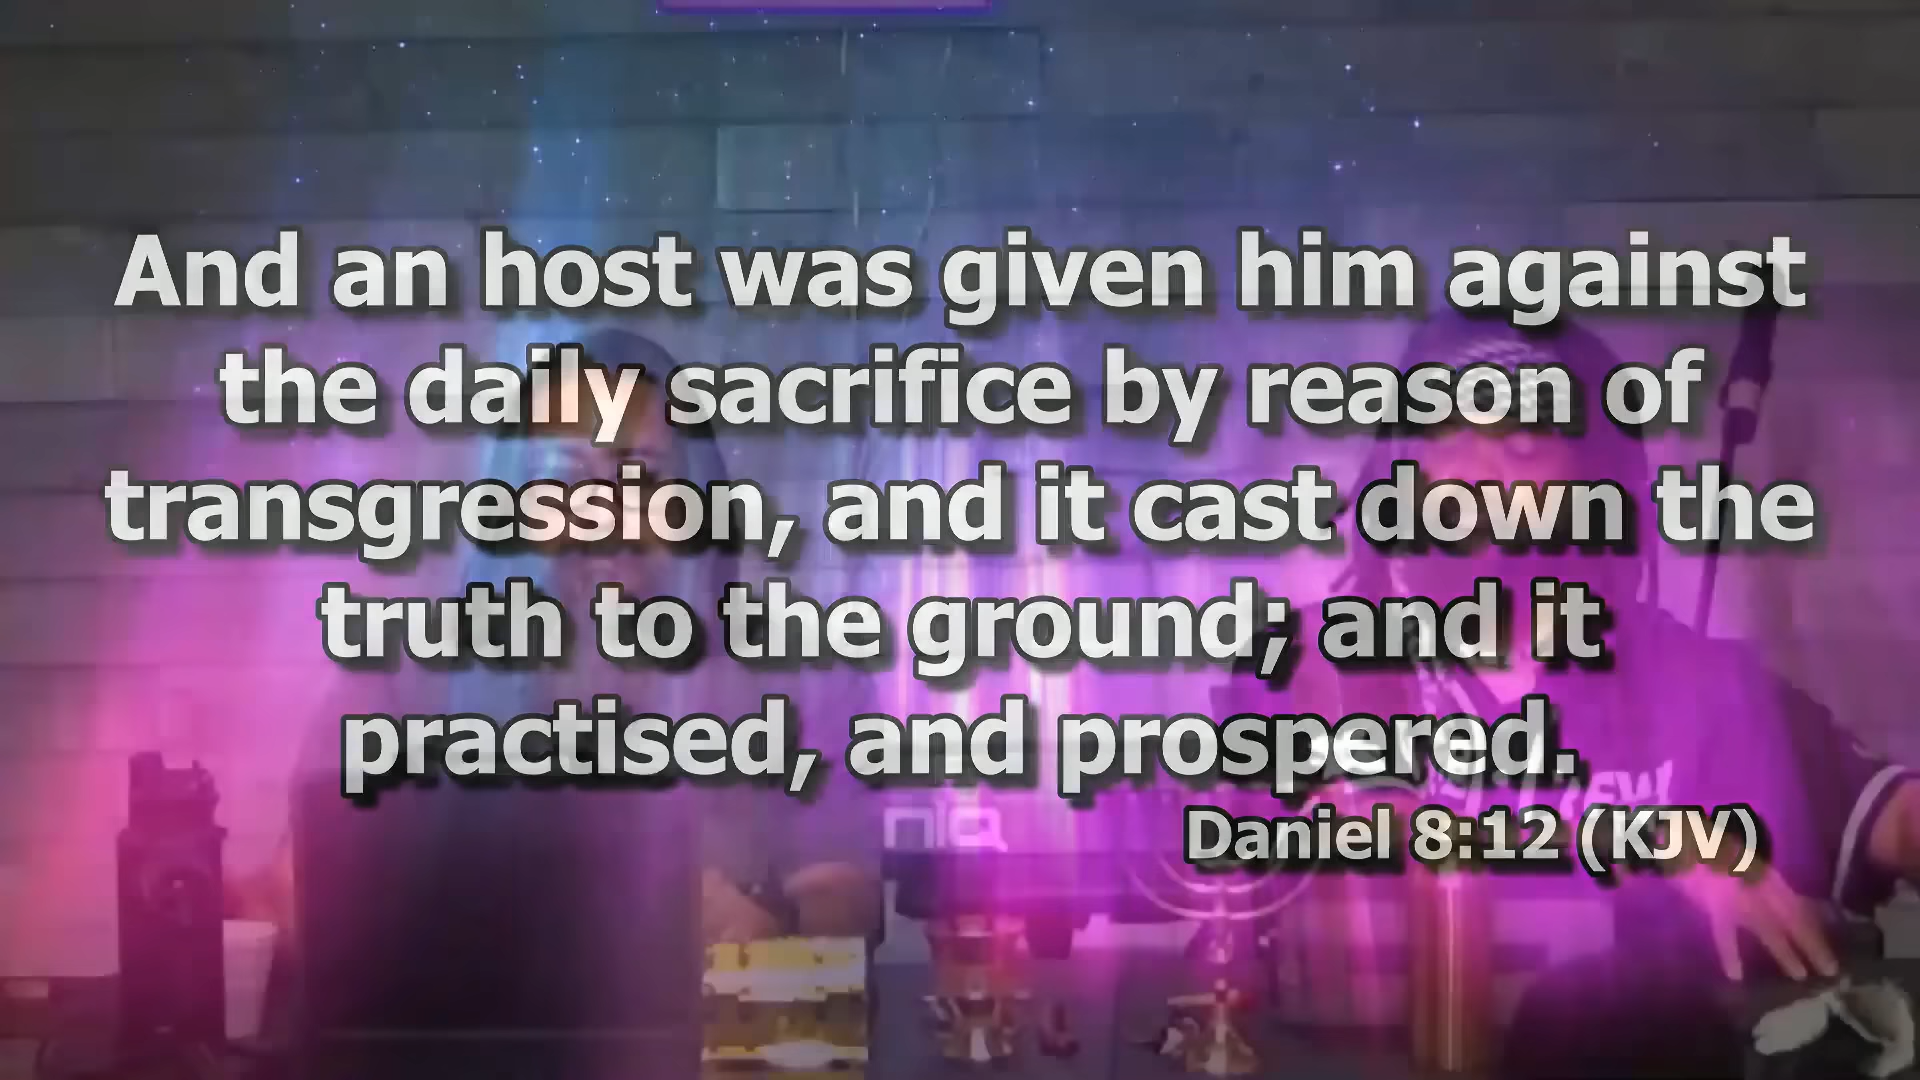 And an host was given him against
the daily sacrifice by reason of
transgression, and it cast down the
truth to the ground; and it
practised, and prospered.
Daniel 8:12 (KJV)